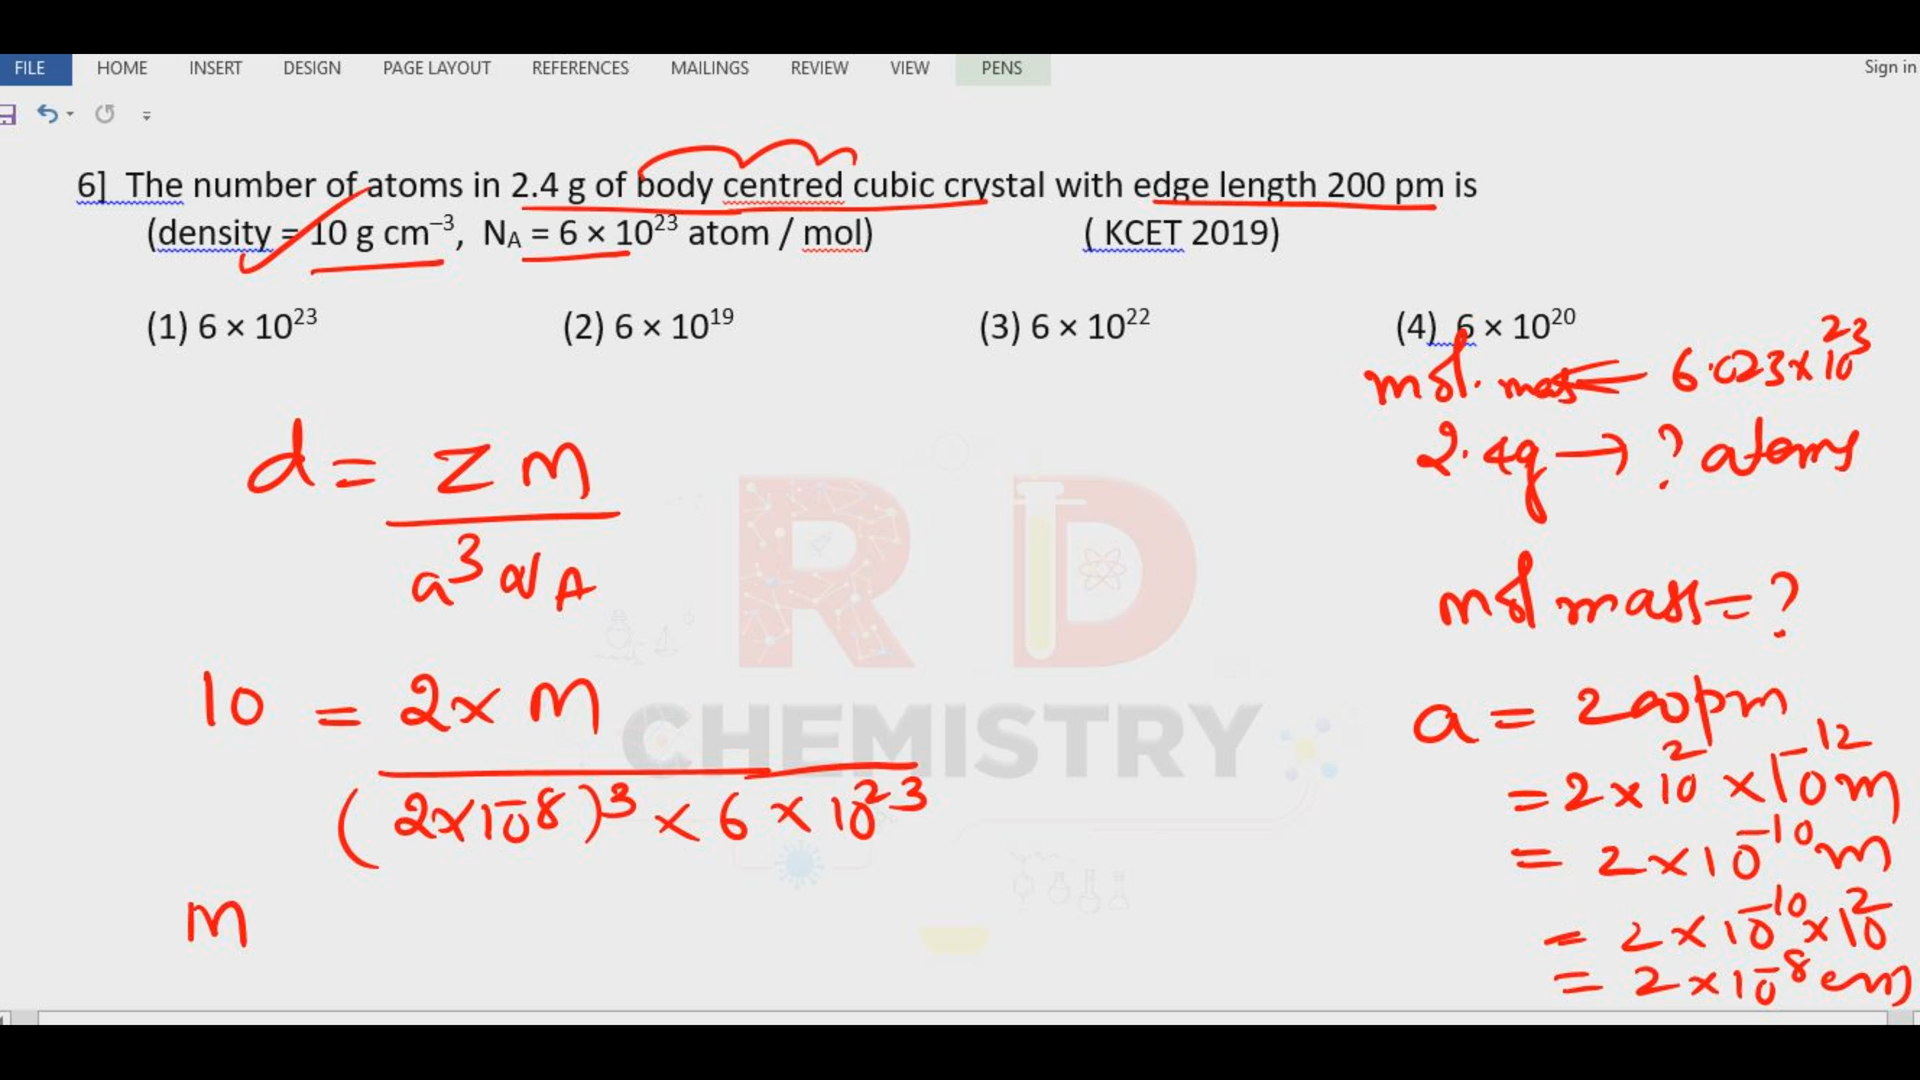 FILE HOME INSERT DESIGN PAGE LAYOUT REFERENCES MAILINGS REVIEW VIEW PENS Sign in
6] The number of atoms in 2.4 g of body centred cubic crystal with edge length 200 pm is
(density = 10 g cm⁻³, N_A = 6 × 10²³ atom / mol) ( KCET 2019)
(1) 6 × 10²³ (2) 6 × 10¹⁹ (3) 6 × 10²² (4) 6 × 10²⁰
mol. mass ← 6.023 × 10²³
2.4g → ? atoms
d = Z M
a³ N A
mol mass = ?
10 = 2 × M
(2×10⁻⁸)³ × 6 × 10²³
a = 200pm
= 2 × 10² × 10⁻¹² m
= 2 × 10⁻¹⁰ m
= 2 × 10⁻¹⁰ × 10²
= 2 × 10⁻⁸ cm
M
RD
CHEMISTRY